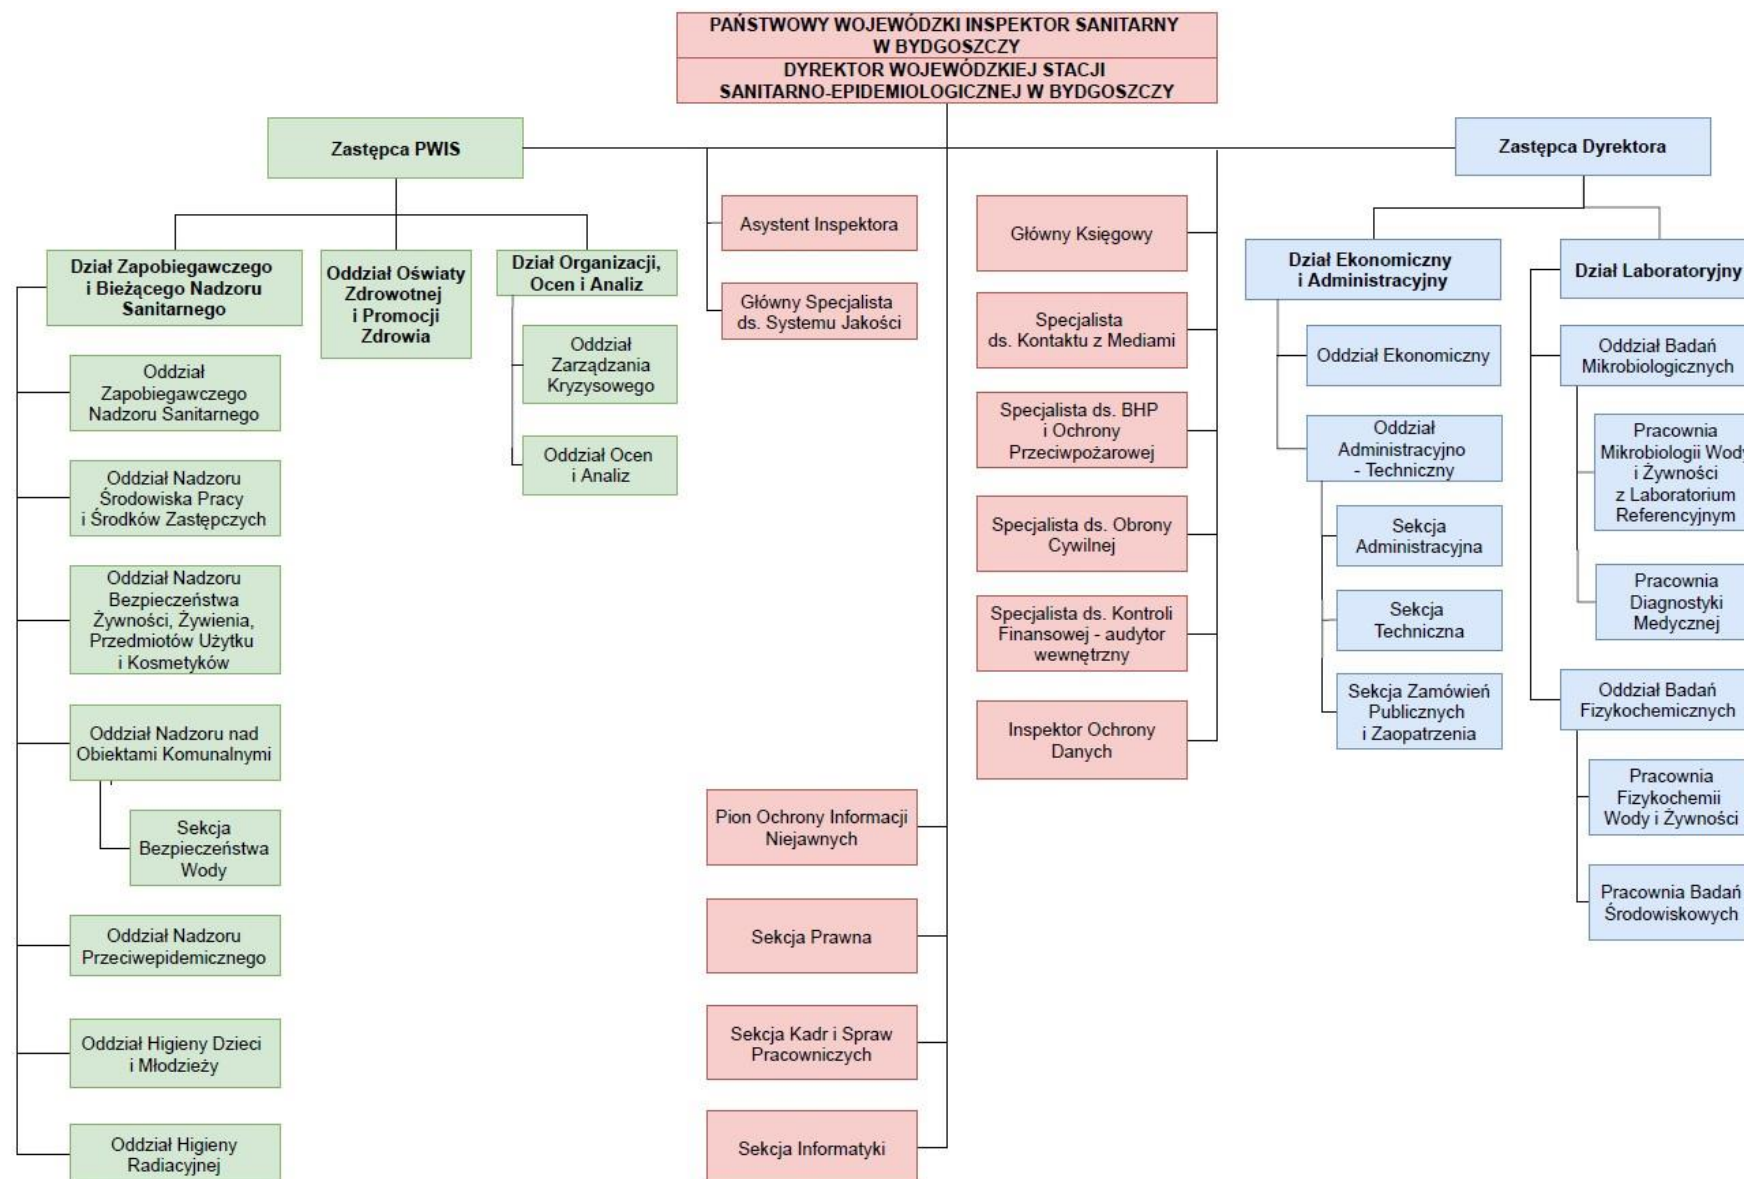 PAŃSTWOWY WOJEWÓDZKI INSPEKTOR SANITARNY
W BYDGOSZCZY
DYREKTOR WOJEWÓDZKIEJ STACJI
SANITARNO-EPIDEMIOLOGICZNEJ W BYDGOSZCZY
Zastępca PWIS
Dział Zapobiegawczego
i Bieżącego Nadzoru
Sanitarnego
Oddział
Zapobiegawczego
Nadzoru Sanitarnego
Oddział Nadzoru
Środowiska Pracy
i Środków Zastępczych
Oddział Nadzoru
Bezpieczeństwa
Żywności, Żywienia,
Przedmiotów Użytku
i Kosmetyków
Oddział Nadzoru nad
Obiektami Komunalnymi
Sekcja
Bezpieczeństwa
Wody
Oddział Nadzoru
Przeciwepidemicznego
Oddział Higieny Dzieci
i Młodzieży
Oddział Higieny
Radiacyjnej
Oddział Oświaty
Zdrowotnej
i Promocji
Zdrowia
Dział Organizacji,
Ocen i Analiz
Oddział
Zarządzania
Kryzysowego
Oddział Ocen
i Analiz
Asystent Inspektora
Główny Specjalista
ds. Systemu Jakości
Główny Księgowy
Specjalista
ds. Kontaktu z Mediami
Specjalista ds. BHP
i Ochrony
Przeciwpożarowej
Specjalista ds. Obrony
Cywilnej
Specjalista ds. Kontroli
Finansowej - audytor
wewnętrzny
Inspektor Ochrony
Danych
Pion Ochrony Informacji
Niejawnych
Sekcja Prawna
Sekcja Kadr i Spraw
Pracowniczych
Sekcja Informatyki
Zastępca Dyrektora
Dział Ekonomiczny
i Administracyjny
Oddział Ekonomiczny
Oddział
Administracyjno
- Techniczny
Sekcja
Administracyjna
Sekcja
Techniczna
Sekcja Zamówień
Publicznych
i Zaopatrzenia
Dział Laboratoryjny
Oddział Badań
Mikrobiologicznych
Pracownia
Mikrobiologii Wody
i Żywności
z Laboratorium
Referencyjnym
Pracownia
Diagnostyki
Medycznej
Oddział Badań
Fizykochemicznych
Pracownia
Fizykochemii
Wody i Żywności
Pracownia Badań
Środowiskowych